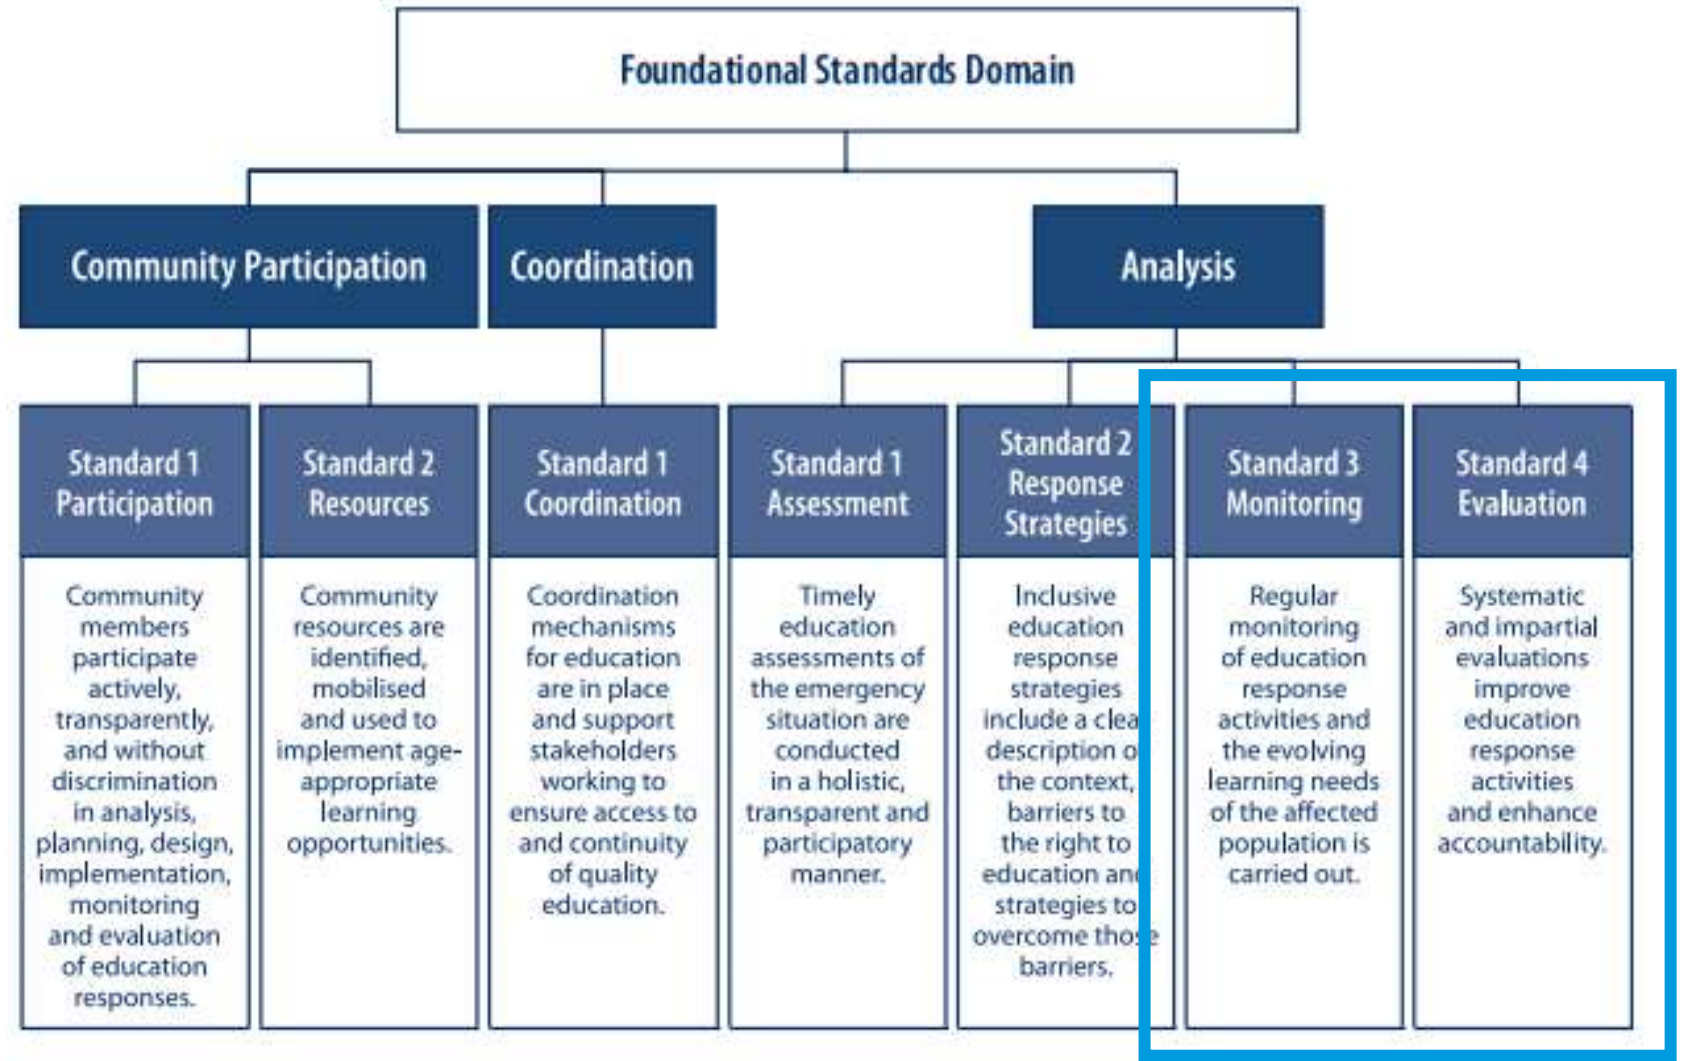 Foundational Standards Domain
Community Participation
Coordination
Analysis
Standard 1
Participation
Community
members
participate
actively,
transparently,
and without
discrimination
in analysis,
planning, design,
implementation,
monitoring
and evaluation
of education
responses.
Standard 2
Resources
Community
resources are
identified,
mobilised
and used to
implement age-
appropriate
learning
opportunities.
Standard 1
Coordination
Coordination
mechanisms
for education
are in place
and support
stakeholders
working to
ensure access to
and continuity
of quality
education.
Standard 1
Assessment
Timely
education
assessments of
the emergency
situation are
conducted
in a holistic,
transparent and
participatory
manner.
Standard 2
Response
Strategies
Inclusive
education
response
strategies
include a clear
description of
the context,
barriers to
the right to
education and
strategies to
overcome those
barriers.
Standard 3
Monitoring
Regular
monitoring
of education
response
activities and
the evolving
learning needs
of the affected
population is
carried out.
Standard 4
Evaluation
Systematic
and impartial
evaluations
improve
education
response
activities
and enhance
accountability.